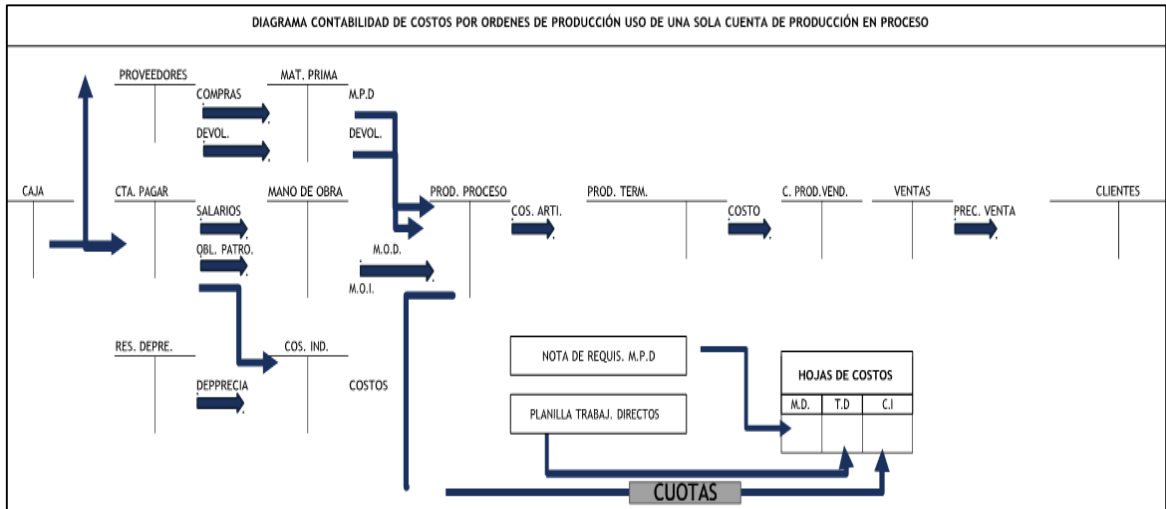 DIAGRAMA CONTABILIDAD DE COSTOS POR ORDENES DE PRODUCCIÓN USO DE UNA SOLA CUENTA DE PRODUCCIÓN EN PROCESO
PROVEEDORES
MAT. PRIMA
COMPRAS
M.P.D
DEVOL.
DEVOL.
CAJA
CTA. PAGAR
MANO DE OBRA
PROD. PROCESO
PROD. TERM.
C. PROD.VEND.
VENTAS
CLIENTES
SALARIOS
COS. ARTI.
COSTO
PREC. VENTA
OBL. PATRO.
M.O.D.
M.O.I.
RES. DEPRE.
COS. IND.
DEPPRECIA
COSTOS
NOTA DE REQUIS. M.P.D
PLANILLA TRABAJ. DIRECTOS
HOJAS DE COSTOS
M.D.
T.D
C.I
CUOTAS